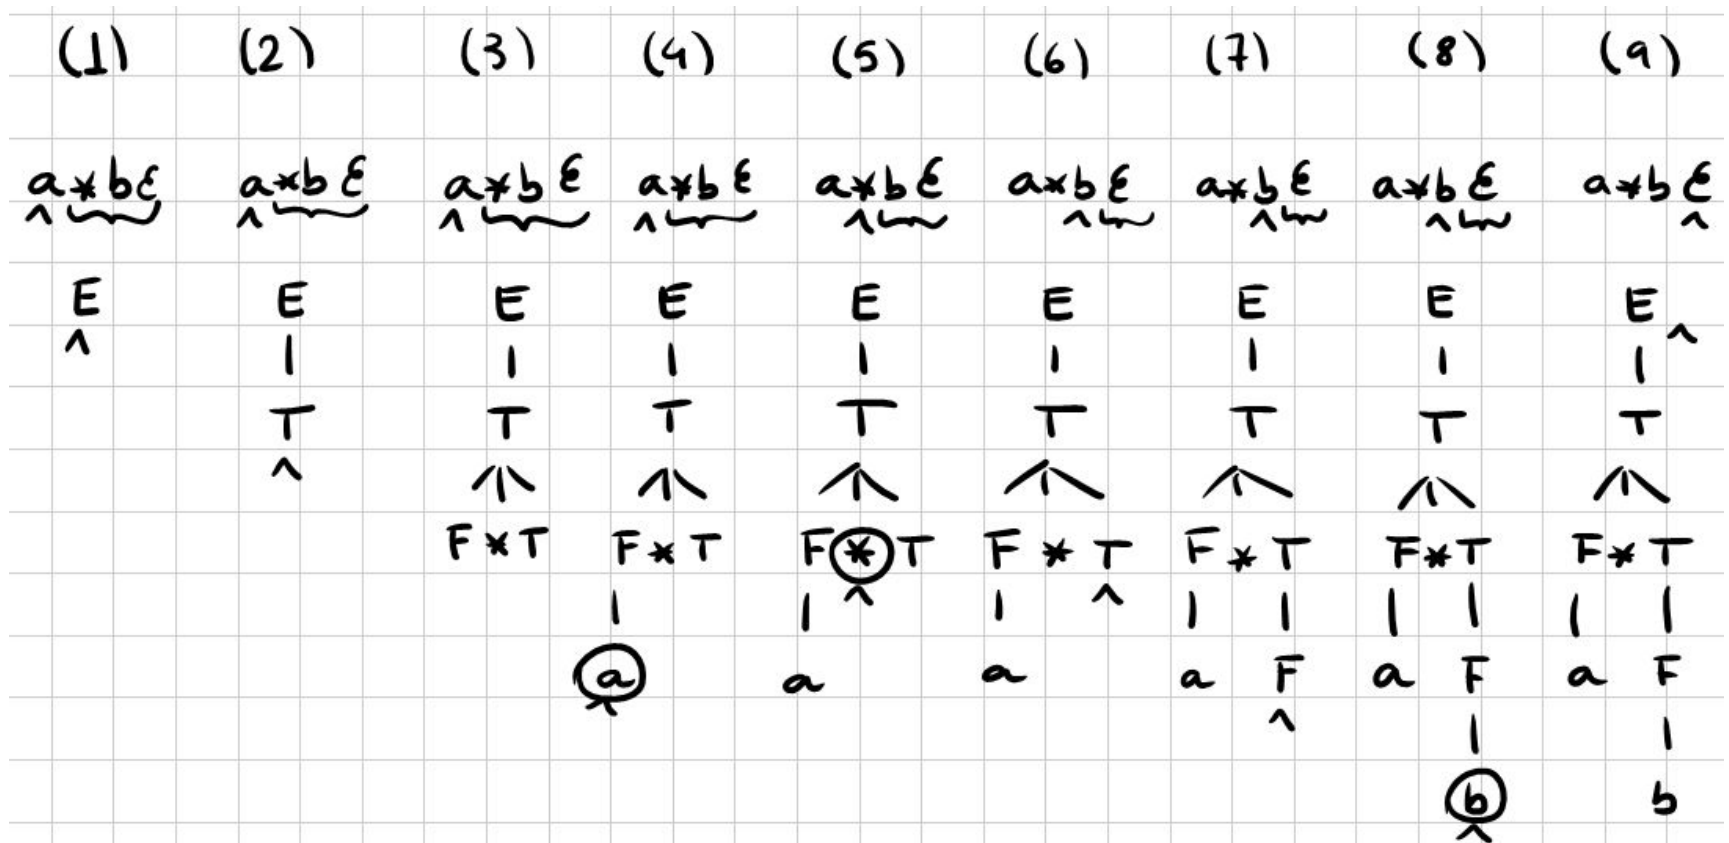 (1) (2) (3) (4) (5) (6) (7) (8) (9)
a*bε a*bε a*bε a*bε a*bε a*bε a*bε a*bε a*bε
^ ^ ^ ^ ^ ^ ^ ^ ^
E E E E E E E E E
^ ^
T T T T T T T T
^
F*T F*T F*T F*T F*T F*T F*T
^ ^
a a a a F a F a F
^ ^
b b
^